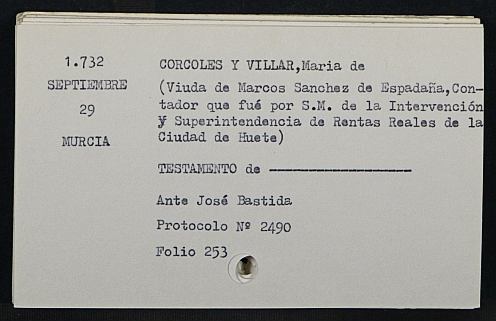 1.732
SEPTIEMBRE
29
MURCIA
CORCOLES Y VILLAR,Maria de
(Viuda de Marcos Sanchez de Espadaña,Con-
tador que fué por S.M. de la Intervención
y Superintendencia de Rentas Reales de la
Ciudad de Huete)
TESTAMENTO de ————————————
Ante José Bastida
Protocolo Nº 2490
Folio 253